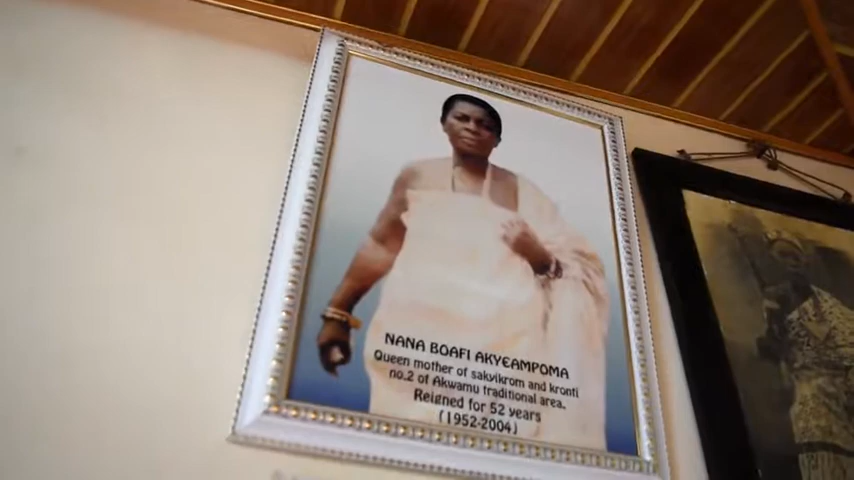 NANA BOAFI AKYEAMPOMA
Queen mother of sakvikrom and kronti
no.2 of Akwamu traditional area.
Reigned for 52 years
(1952-2004)